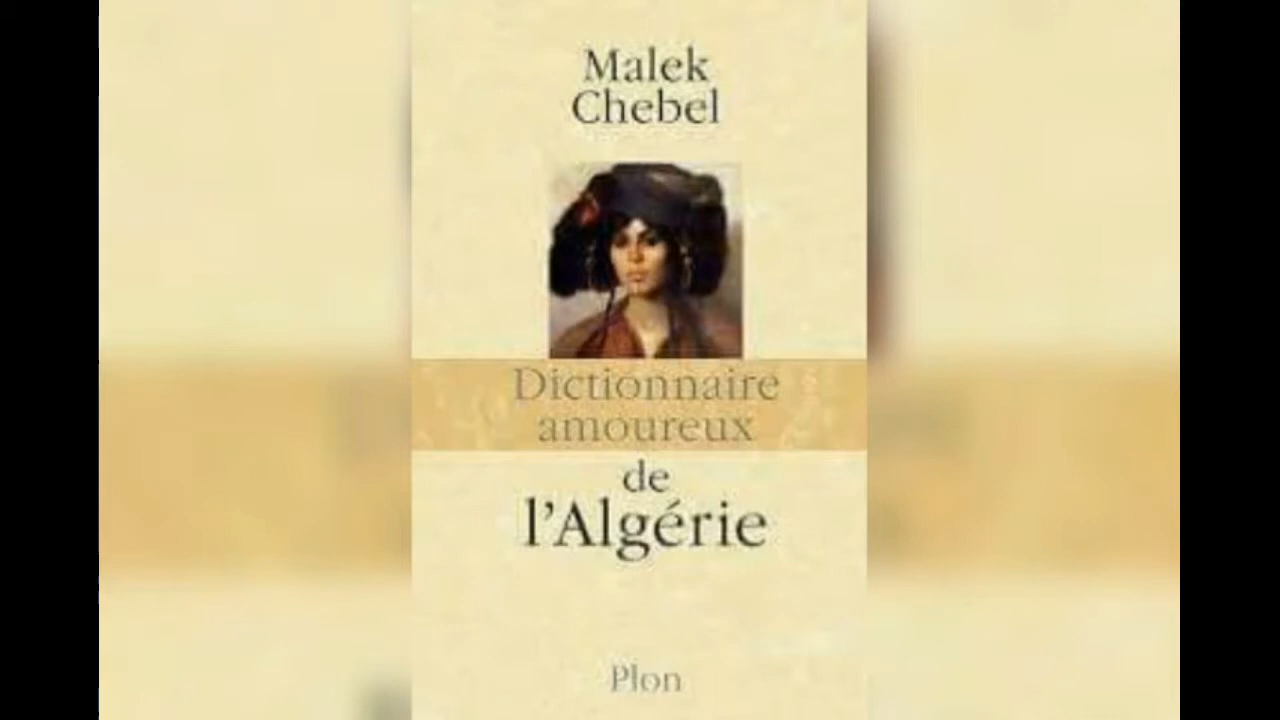 Malek
Chebel
Dictionnaire
amoureux
de
l'Algérie
Plon